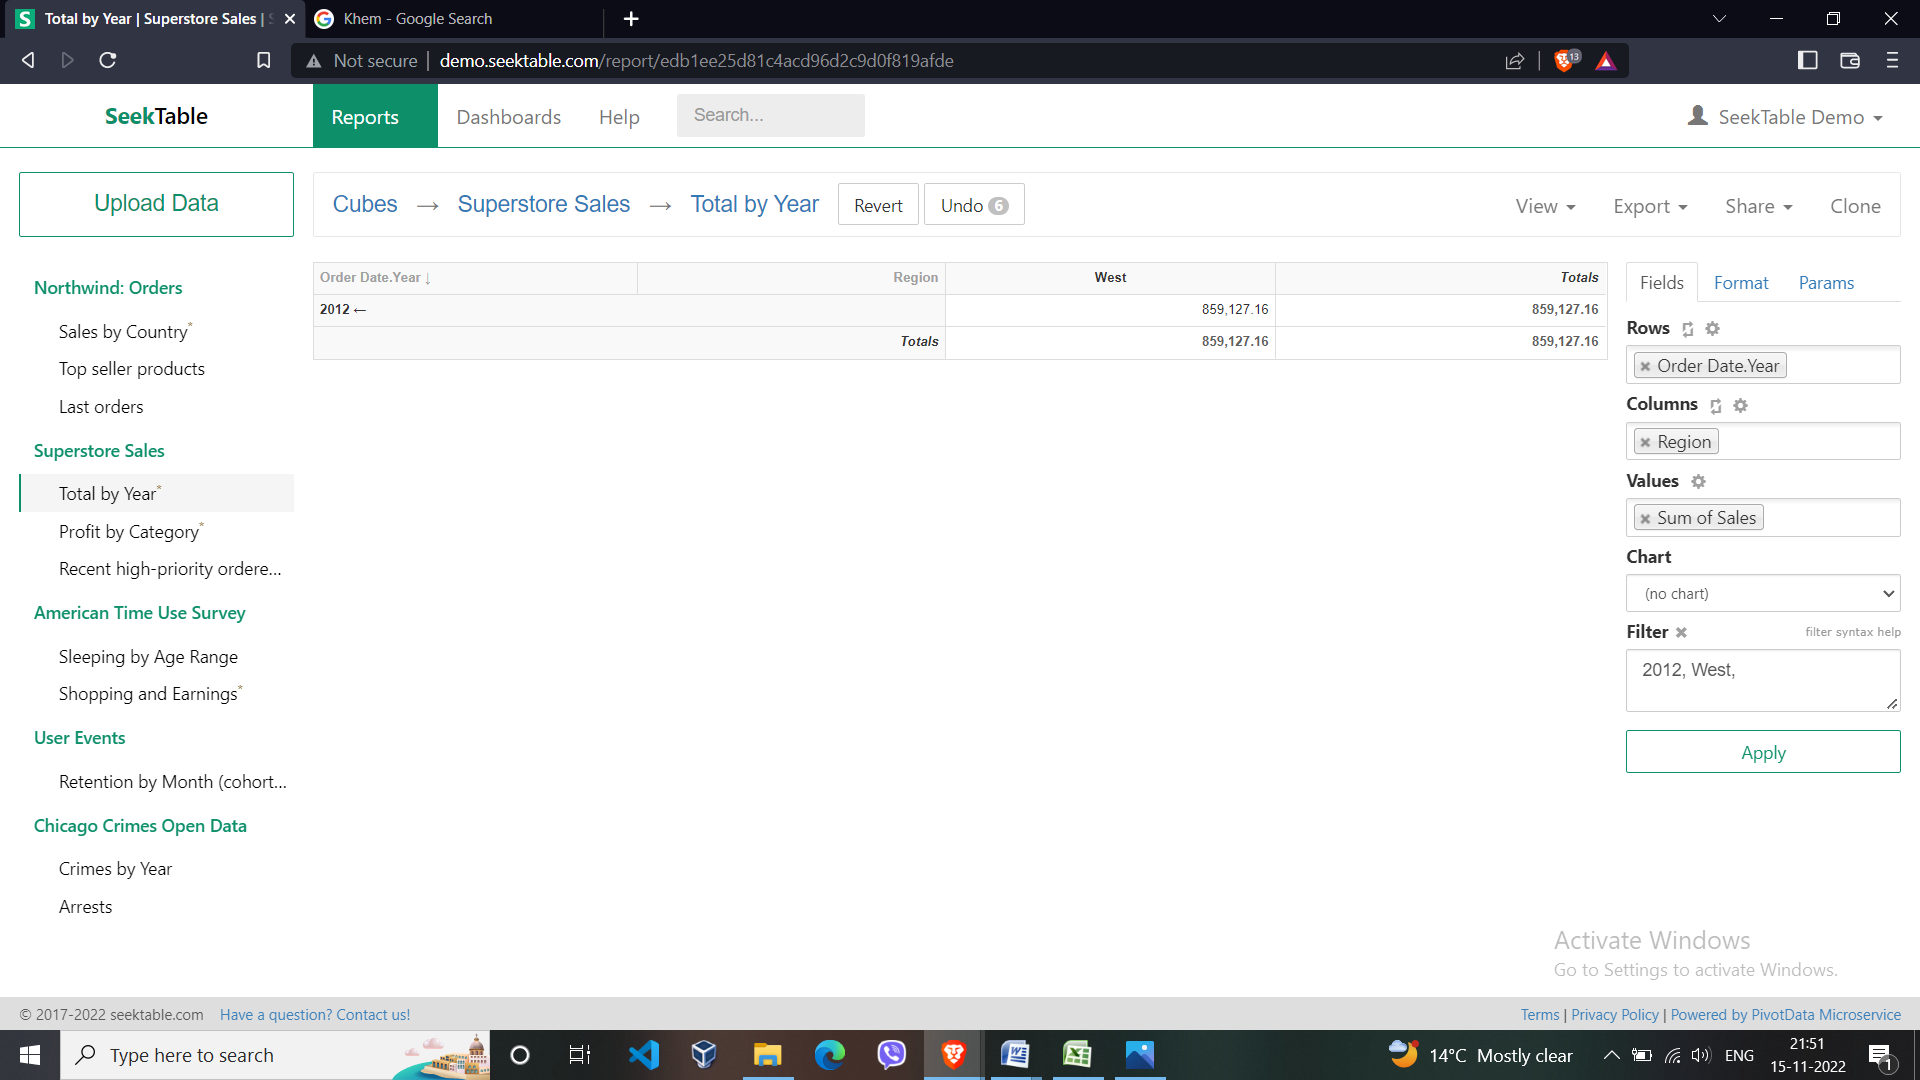 Total by Year | Superstore Sales |
Khem - Google Search
Not secure
demo.seektable.com/report/edb1ee25d81c4acd96d2c9d0f819afde
13
SeekTable
Reports
Dashboards
Help
Search...
SeekTable Demo
Upload Data
Cubes → Superstore Sales → Total by Year
Revert
Undo 6
View
Export
Share
Clone
Northwind: Orders
Sales by Country*
Top seller products
Last orders
Superstore Sales
Total by Year*
Profit by Category*
Recent high-priority ordere...
American Time Use Survey
Sleeping by Age Range
Shopping and Earnings*
User Events
Retention by Month (cohort...
Chicago Crimes Open Data
Crimes by Year
Arrests
Order Date.Year ↓ Region West Totals
2012 ← 859,127.16 859,127.16
Totals 859,127.16 859,127.16
Fields
Format
Params
Rows
× Order Date.Year
Columns
× Region
Values
× Sum of Sales
Chart
(no chart)
Filter ×
filter syntax help
2012, West,
Apply
Activate Windows
Go to Settings to activate Windows.
© 2017-2022 seektable.com
Have a question? Contact us!
Terms | Privacy Policy | Powered by PivotData Microservice
Type here to search
14°C Mostly clear
ENG
21:51
15-11-2022
1